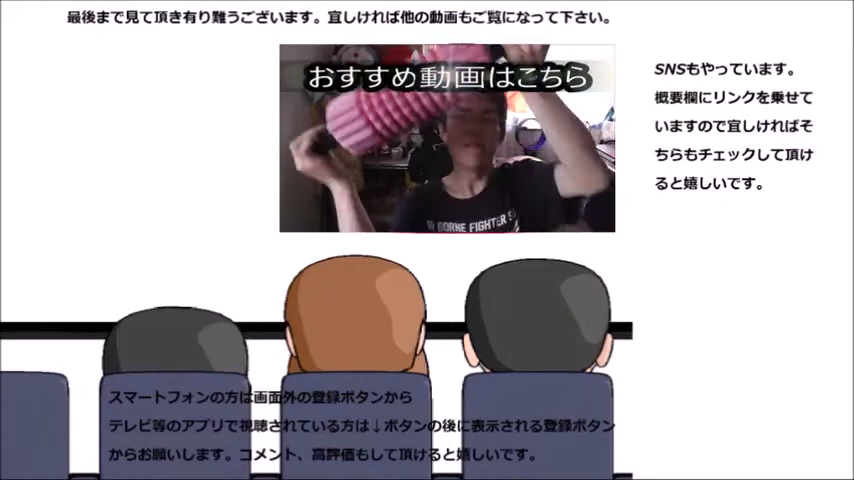 最後まで見て頂き有り難うございます。宜しければ他の動画もご覧になって下さい。
おすすめ動画はこちら
SNSもやっています。
概要欄にリンクを乗せて
いますので宜しければそ
ちらもチェックして頂け
ると嬉しいです。
GORNE FIGHTER
スマートフォンの方は画面外の登録ボタンから
テレビ等のアプリで視聴されている方は↓ボタンの後に表示される登録ボタン
からお願いします。コメント、高評価もして頂けると嬉しいです。